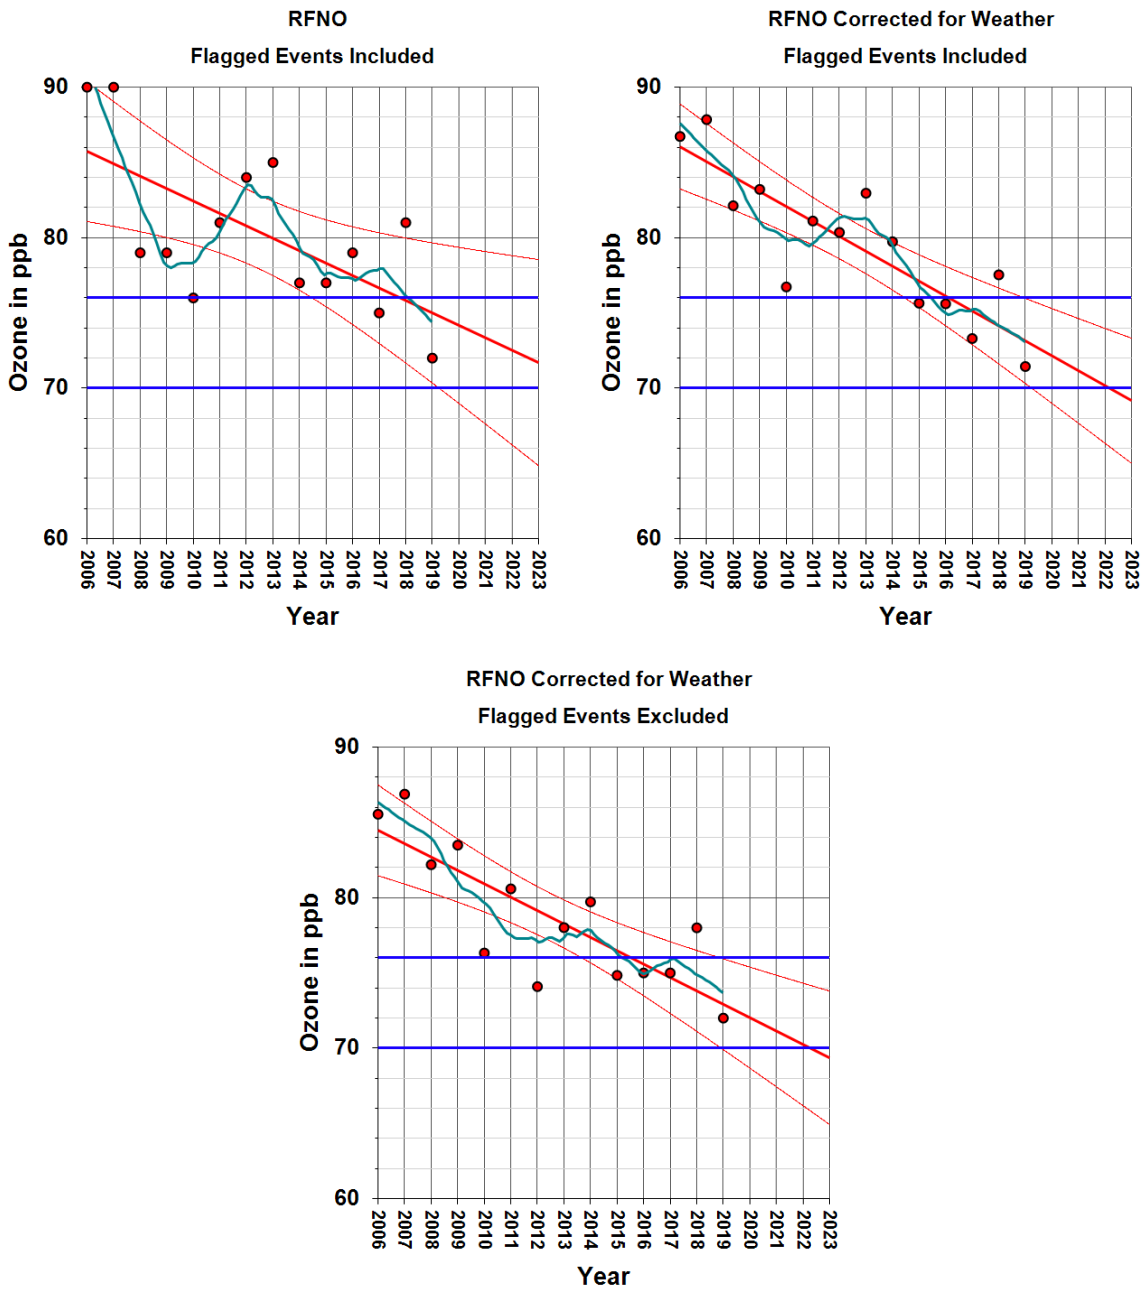 RFNO
Flagged Events Included
90
80
70
60
Ozone in ppb
2006 2007 2008 2009 2010 2011 2012 2013 2014 2015 2016 2017 2018 2019 2020 2021 2022 2023
Year
RFNO Corrected for Weather
Flagged Events Included
90
80
70
60
Ozone in ppb
2006 2007 2008 2009 2010 2011 2012 2013 2014 2015 2016 2017 2018 2019 2020 2021 2022 2023
Year
RFNO Corrected for Weather
Flagged Events Excluded
90
80
70
60
Ozone in ppb
2006 2007 2008 2009 2010 2011 2012 2013 2014 2015 2016 2017 2018 2019 2020 2021 2022 2023
Year